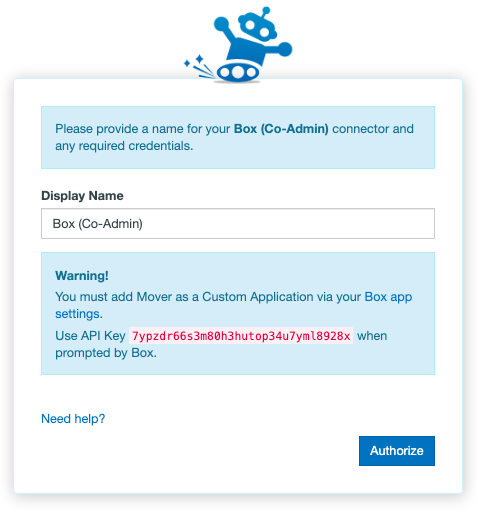 Please provide a name for your Box (Co-Admin) connector and
any required credentials.
Display Name
Box (Co-Admin)
Warning!
You must add Mover as a Custom Application via your Box app
settings.
Use API Key 7ypzdr66s3m80h3hutop34u7yml8928x when
prompted by Box.
Need help?
Authorize